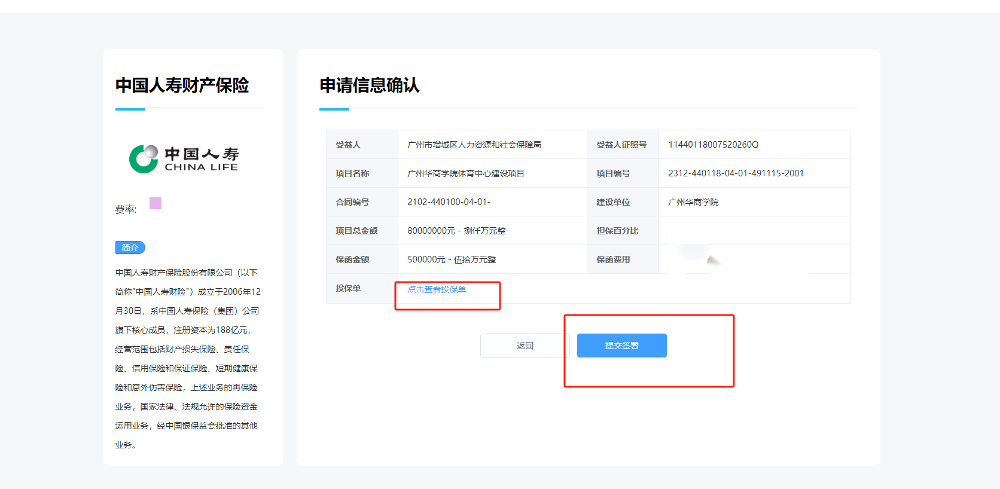 中国人寿财产保险
中国人寿
CHINA LIFE
费率:
简介
中国人寿财产保险股份有限公司（以下
简称"中国人寿财险"）成立于2006年12
月30日，系中国人寿保险（集团）公司
旗下核心成员，注册资本为188亿元，
经营范围包括财产损失保险、责任保
险、信用保险和保证保险、短期健康保
险和意外伤害保险，上述业务的再保险
业务，国家法律、法规允许的保险资金
运用业务，经中国银保监会批准的其他
业务。
申请信息确认
受益人 广州市增城区人力资源和社会保障局 受益人证照号 11440118007520260Q
项目名称 广州华商学院体育中心建设项目 项目编号 2312-440118-04-01-491115-2001
合同编号 2102-440100-04-01- 建设单位 广州华商学院
项目总金额 80000000元 - 捌仟万元整 担保百分比
保函金额 500000元 - 伍拾万元整 保函费用
投保单 点击查看投保单
返回 提交签署